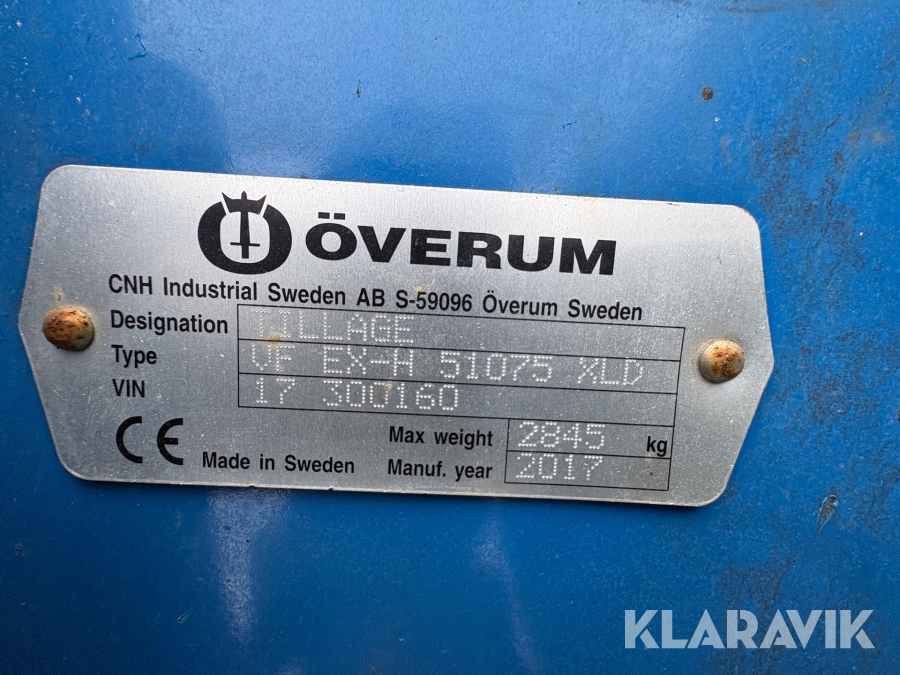 ÖVERUM
CNH Industrial Sweden AB S-59096 Överum Sweden
Designation TILLAGE
Type VF EX-H 51075 XLD
VIN 17 300160
CE Max weight 2845 kg
Made in Sweden Manuf. year 2017
KLARAVIK